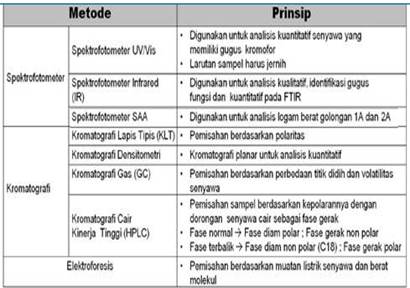 Metode Prinsip
Spektrofotometer
Spektrofotometer UV/Vis
• Digunakan untuk analisis kuantitatif senyawa yang
memiliki gugus kromofor
• Larutan sampel harus jernih
Spektrofotometer Infrared
(IR)
• Digunakan untuk analisis kualitatif, identifikasi gugus
fungsi dan kuantitatif pada FTIR
Spektrofotometer SAA
• Digunakan untuk analisis logam berat golongan 1A dan 2A
Kromatografi
Kromatografi Lapis Tipis (KLT)
• Pemisahan berdasarkan polaritas
Kromatografi Densitometri
• Kromatografi planar untuk analisis kuantitatif
Kromatografi Gas (GC)
• Pemisahan berdasarkan perbedaan titik didih dan volatilitas
senyawa
Kromatografi Cair
Kinerja Tinggi (HPLC)
• Pemisahan sampel berdasarkan kepolarannya dengan
dorongan senyawa cair sebagai fase gerak
• Fase normal → Fase diam polar ; Fase gerak non polar
• Fase terbalik → Fase diam non polar (C18) ; Fase gerak polar
Elektroforesis
• Pemisahan berdasarkan muatan listrik senyawa dan berat
molekul